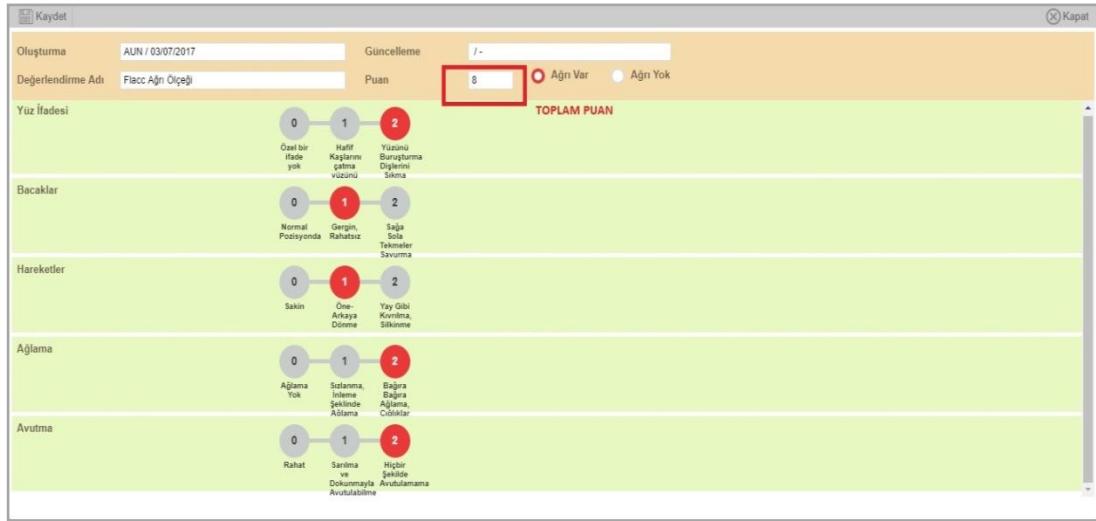 Kaydet
Kapat
Oluşturma AUN / 03/07/2017 Güncelleme / -
Değerlendirme Adı Flacc Ağrı Ölçeği Puan 8 Ağrı Var Ağrı Yok
TOPLAM PUAN
Yüz İfadesi
0 1 2
Özel bir ifade yok
Hafif Kaşlarını çatma yüzünü
Yüzünü Buruşturma Dişlerini Sıkma
Bacaklar
0 1 2
Normal Pozisyonda
Gergin, Rahatsız
Sağa Sola Tekmeler Savurma
Hareketler
0 1 2
Sakin
Öne-Arkaya Dönme
Yay Gibi Kıvrılma, Silkinme
Ağlama
0 1 2
Ağlama Yok
Sızlanma, İnleme Şeklinde Ağlama
Bağıra Bağıra Ağlama, Çığlıklar
Avutma
0 1 2
Rahat
Sarılma ve Dokunmayla Avutulabilme
Hiçbir Şekilde Avutulamama